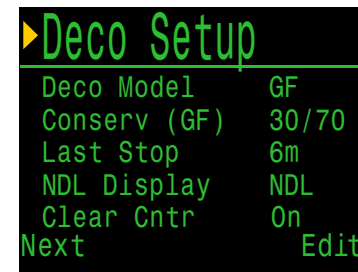 Deco Setup
Deco Model GF
Conserv (GF) 30/70
Last Stop 6m
NDL Display NDL
Clear Cntr On
Next Edit